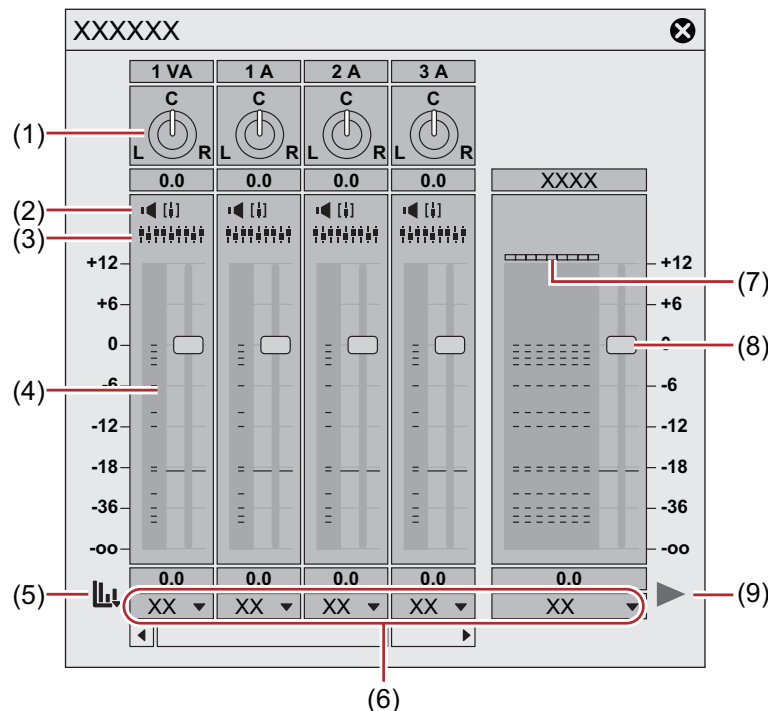 XXXXXX
1 VA 1 A 2 A 3 A
C C C C
(1)
L R L R L R L R
0.0 0.0 0.0 0.0 XXXX
(2)
(3)
+12 +12
(7)
+6 +6
0 0 (8)
(4) -6 -6
-12 -12
-18 -18
-36 -36
-oo -oo
0.0 0.0 0.0 0.0 0.0
(5) XX XX XX XX XX (9)
(6)